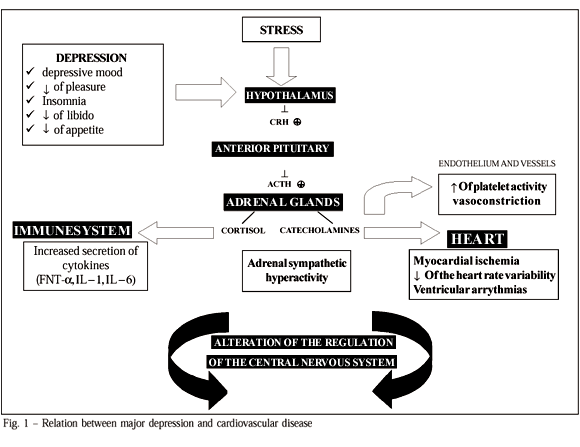 STRESS
DEPRESSION
✓ depressive mood
✓ ↓ of pleasure
✓ Insomnia
✓ ↓ of libido
✓ ↓ of appetite
HYPOTHALAMUS
⊥
CRH ⊕
ANTERIOR PITUITARY
⊥
ACTH ⊕
ADRENAL GLANDS
CORTISOL CATECHOLAMINES
ENDOTHELIUM AND VESSELS
↑ Of platelet activity
vasoconstriction
IMMUNESYSTEM
Increased secretion of
cytokines
(FNT-α, IL-1, IL-6)
Adrenal sympathetic
hyperactivity
HEART
Myocardial ischemia
↓ Of the heart rate variability
Ventricular arrythmias
ALTERATION OF THE REGULATION
OF THE CENTRAL NERVOUS SYSTEM
Fig. 1 – Relation between major depression and cardiovascular disease